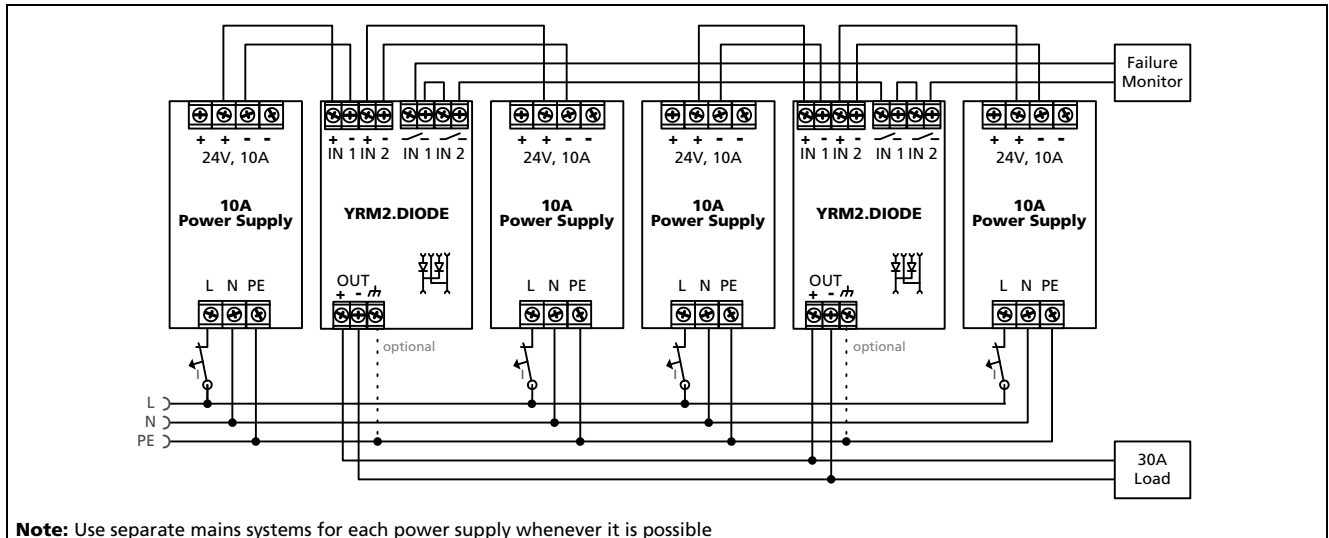 Failure
Monitor
+ + - -
24V, 10A
10A
Power Supply
L N PE
+ - + -
IN 1 IN 2 IN 1 IN 2
YRM2.DIODE
OUT
+ -
optional
+ + - -
24V, 10A
10A
Power Supply
L N PE
+ + - -
24V, 10A
10A
Power Supply
L N PE
+ - + -
IN 1 IN 2 IN 1 IN 2
YRM2.DIODE
OUT
+ -
optional
+ + - -
24V, 10A
10A
Power Supply
L N PE
I
I
I
I
L
N
PE
30A
Load
Note: Use separate mains systems for each power supply whenever it is possible